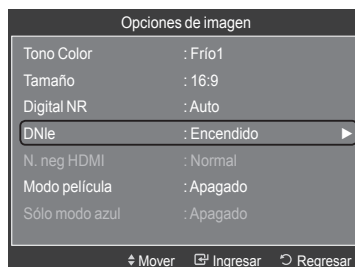 Opciones de imagen
Tono Color : Frío1
Tamaño : 16:9
Digital NR : Auto
DNIe : Encendido
N. neg HDMI : Normal
Modo película : Apagado
Sólo modo azul : Apagado
Mover Ingresar Regresar